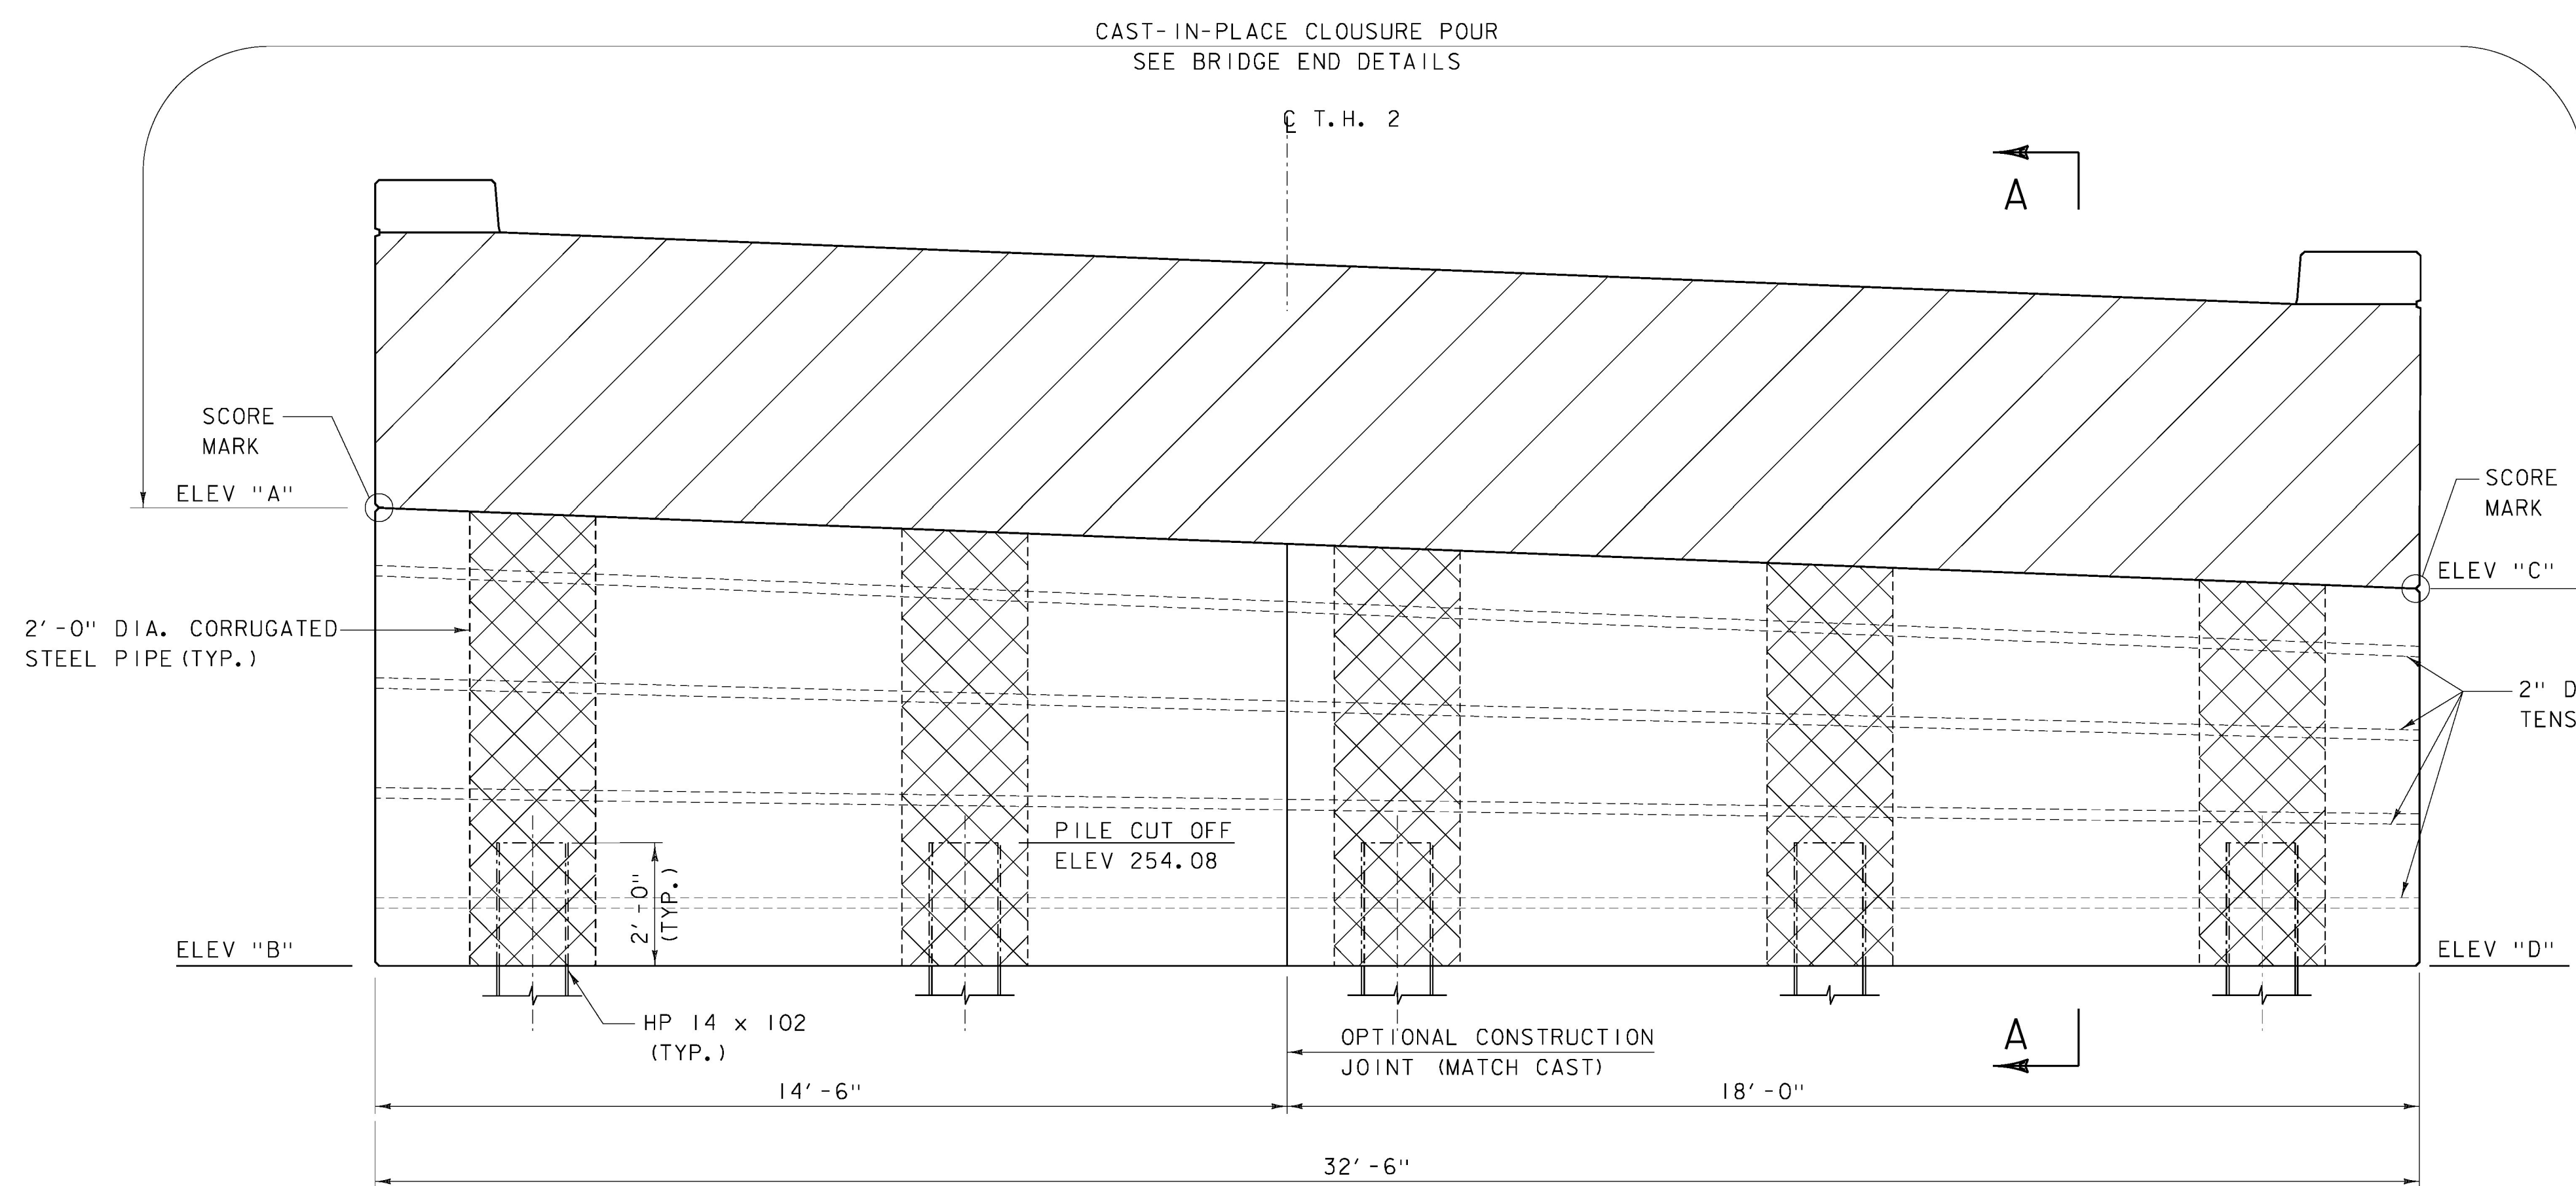 CAST-IN-PLACE CLOUSURE POUR
SEE BRIDGE END DETAILS
℄ T.H. 2
A
SCORE
MARK
ELEV "A"
SCORE
MARK
ELEV "C"
2'-0" DIA. CORRUGATED
STEEL PIPE (TYP.)
2" D
TENS
PILE CUT OFF
ELEV 254.08
2'-0"
(TYP.)
ELEV "B"
ELEV "D"
HP 14 x 102
(TYP.)
OPTIONAL CONSTRUCTION
JOINT (MATCH CAST)
A
14'-6"
18'-0"
32'-6"